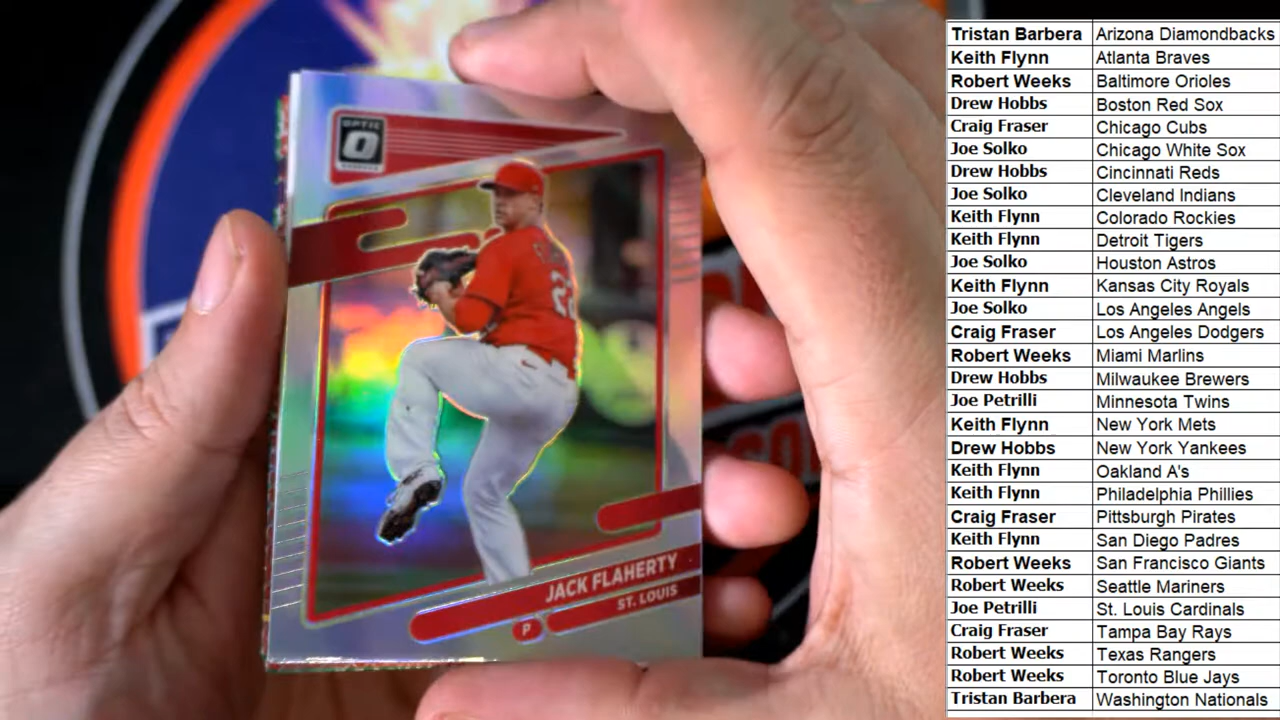 OPTIC
JACK FLAHERTY
ST. LOUIS
P
Tristan Barbera Arizona Diamondbacks
Keith Flynn Atlanta Braves
Robert Weeks Baltimore Orioles
Drew Hobbs Boston Red Sox
Craig Fraser Chicago Cubs
Joe Solko Chicago White Sox
Drew Hobbs Cincinnati Reds
Joe Solko Cleveland Indians
Keith Flynn Colorado Rockies
Keith Flynn Detroit Tigers
Joe Solko Houston Astros
Keith Flynn Kansas City Royals
Joe Solko Los Angeles Angels
Craig Fraser Los Angeles Dodgers
Robert Weeks Miami Marlins
Drew Hobbs Milwaukee Brewers
Joe Petrilli Minnesota Twins
Keith Flynn New York Mets
Drew Hobbs New York Yankees
Keith Flynn Oakland A's
Keith Flynn Philadelphia Phillies
Craig Fraser Pittsburgh Pirates
Keith Flynn San Diego Padres
Robert Weeks San Francisco Giants
Robert Weeks Seattle Mariners
Joe Petrilli St. Louis Cardinals
Craig Fraser Tampa Bay Rays
Robert Weeks Texas Rangers
Robert Weeks Toronto Blue Jays
Tristan Barbera Washington Nationals